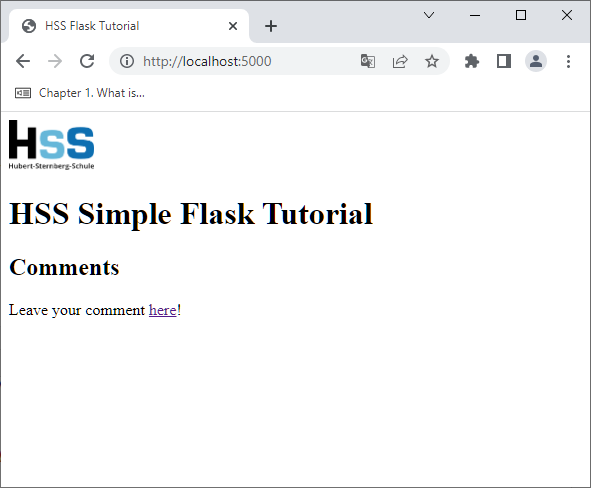 HSS Flask Tutorial
http://localhost:5000
Chapter 1. What is...
HSS
Hubert-Sternberg-Schule
HSS Simple Flask Tutorial
Comments
Leave your comment here!